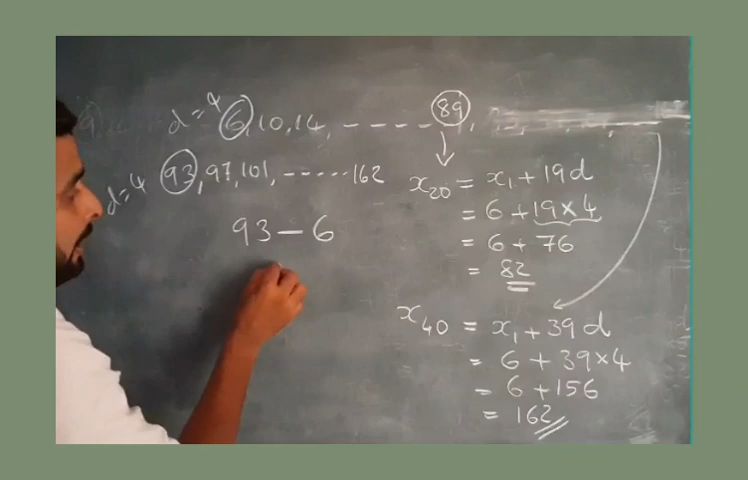 d=4 6, 10, 14, - - - - - 89,
d=4 93, 97, 101, - - - - - - 162
93 - 6
x₂₀ = x₁ + 19d
= 6 + 19×4
= 6 + 76
= 82
x₄₀ = x₁ + 39d
= 6 + 39×4
= 6 + 156
= 162